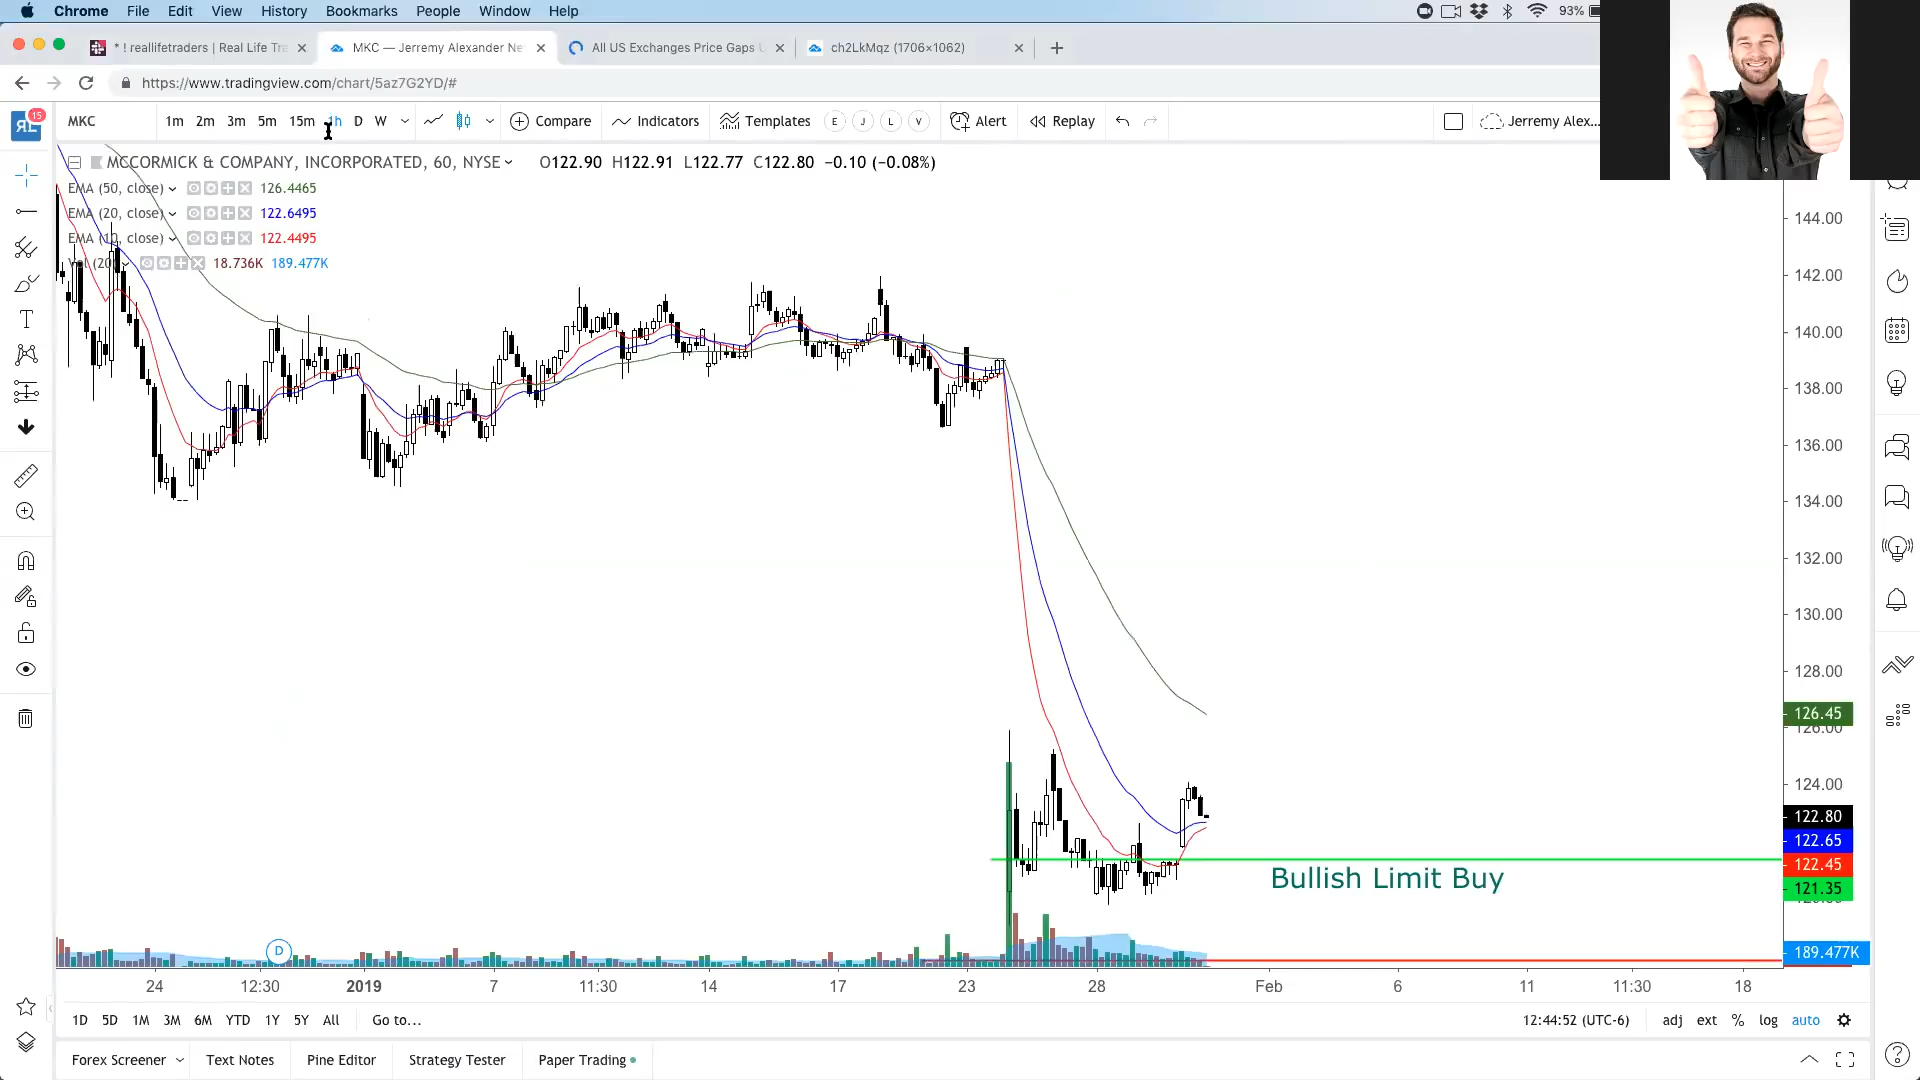 Chrome File Edit View History Bookmarks People Window Help 93%
* ! reallifetraders | Real Life Tra
MKC — Jerremy Alexander Ne
All US Exchanges Price Gaps U
ch2LkMqz (1706×1062)
https://www.tradingview.com/chart/5az7G2YD/#
15
MKC 1m 2m 3m 5m 15m 1h D W Compare Indicators Templates E J L V Alert Replay Jerremy Alex...
MCCORMICK & COMPANY, INCORPORATED, 60, NYSE O122.90 H122.91 L122.77 C122.80 −0.10 (−0.08%)
EMA (50, close) 126.4465
EMA (20, close) 122.6495
EMA (10, close) 122.4495
Vol (20) 18.736K 189.477K
144.00
142.00
140.00
138.00
136.00
134.00
132.00
130.00
128.00
126.45
126.00
124.00
122.80
122.65
122.45
121.35
Bullish Limit Buy
D
189.477K
24 12:30 2019 7 11:30 14 17 23 28 Feb 6 11 11:30 18
1D 5D 1M 3M 6M YTD 1Y 5Y All Go to... 12:44:52 (UTC-6) adj ext % log auto
Forex Screener Text Notes Pine Editor Strategy Tester Paper Trading